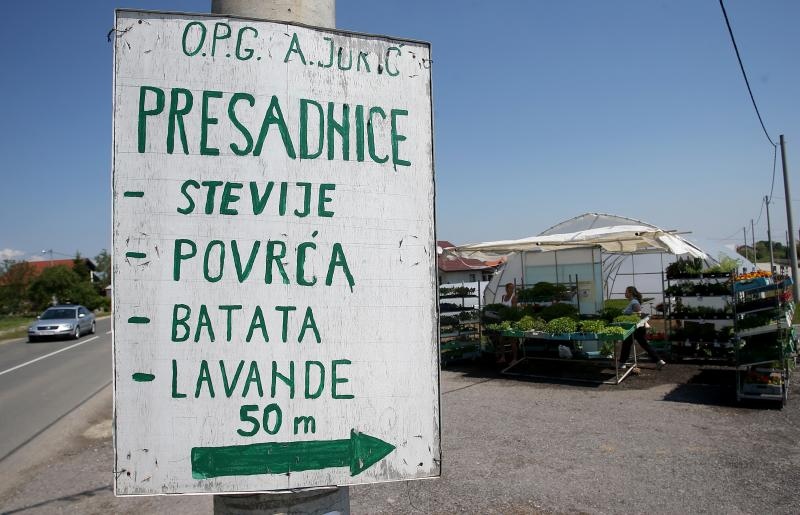 O.P.G. A.JURIĆ
PRESADNICE
- STEVIJE
- POVRĆA
- BATATA
- LAVANDE
50 m